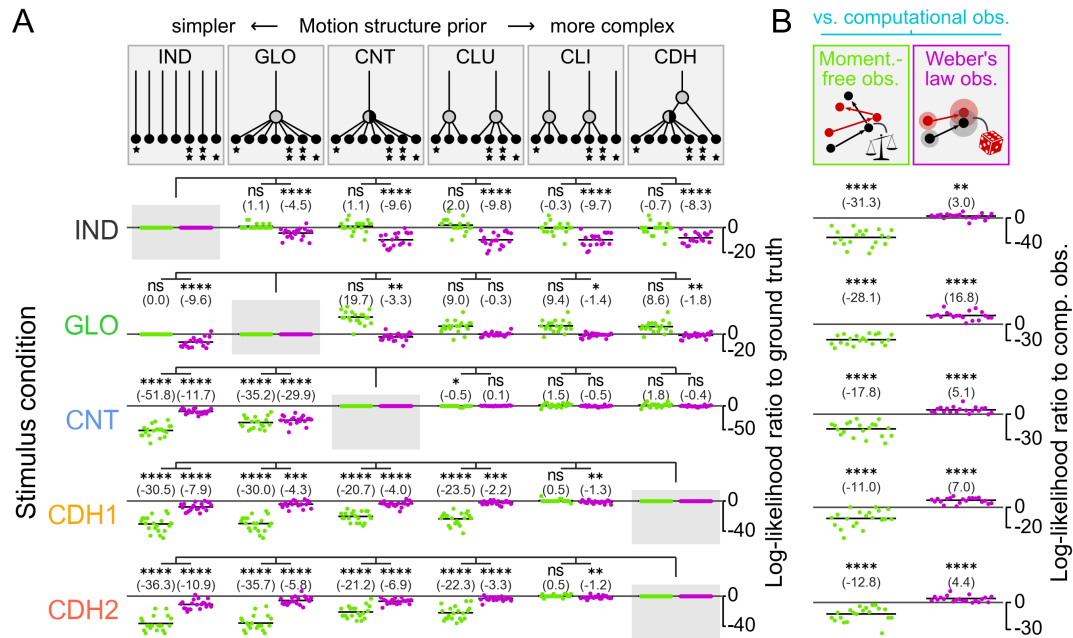 A
simpler ← Motion structure prior → more complex
IND GLO CNT CLU CLI CDH
B
vs. computational obs.
Moment.-
free obs.
Weber's
law obs.
Stimulus condition
IND
ns **** ns **** ns **** ns **** ns ****
(1.1) (-4.5) (1.1) (-9.6) (2.0) (-9.8) (-0.3) (-9.7) (-0.7) (-8.3)
0
-20
GLO
ns **** ns ** ns ns ns * ns **
(0.0) (-9.6) (19.7) (-3.3) (9.0) (-0.3) (9.4) (-1.4) (8.6) (-1.8)
0
-20
CNT
**** **** **** **** * ns ns ns ns ns
(-51.8) (-11.7) (-35.2) (-29.9) (-0.5) (0.1) (1.5) (-0.5) (1.8) (-0.4)
0
-50
CDH1
**** **** **** **** **** **** **** **** ns **
(-30.5) (-7.9) (-30.0) (-4.3) (-20.7) (-4.0) (-23.5) (-2.2) (0.5) (-1.3)
0
-40
CDH2
**** **** **** **** **** **** **** **** ns **
(-36.3) (-10.9) (-35.7) (-5.8) (-21.2) (-6.9) (-22.3) (-3.3) (0.5) (-1.2)
0
-40
Log-likelihood ratio to ground truth
**** **
(-31.3) (3.0)
0
-40
**** ****
(-28.1) (16.8)
0
-30
**** ****
(-17.8) (5.1)
0
-30
**** ****
(-11.0) (7.0)
0
-20
**** ****
(-12.8) (4.4)
0
-30
Log-likelihood ratio to comp. obs.